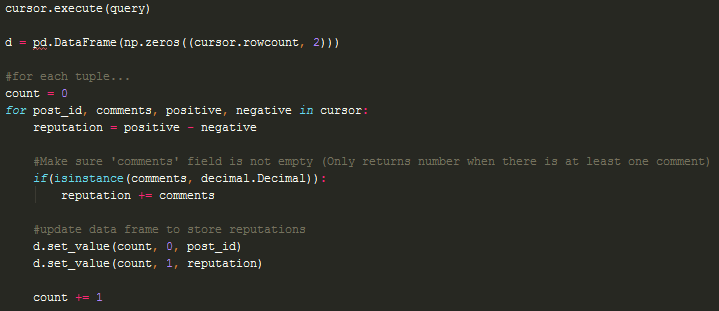 cursor.execute(query)
d = pd.DataFrame(np.zeros((cursor.rowcount, 2)))
#for each tuple...
count = 0
for post_id, comments, positive, negative in cursor:
    reputation = positive - negative
    #Make sure 'comments' field is not empty (Only returns number when there is at least one comment)
    if(isinstance(comments, decimal.Decimal)):
        reputation += comments
    #update data frame to store reputations
    d.set_value(count, 0, post_id)
    d.set_value(count, 1, reputation)
    count += 1